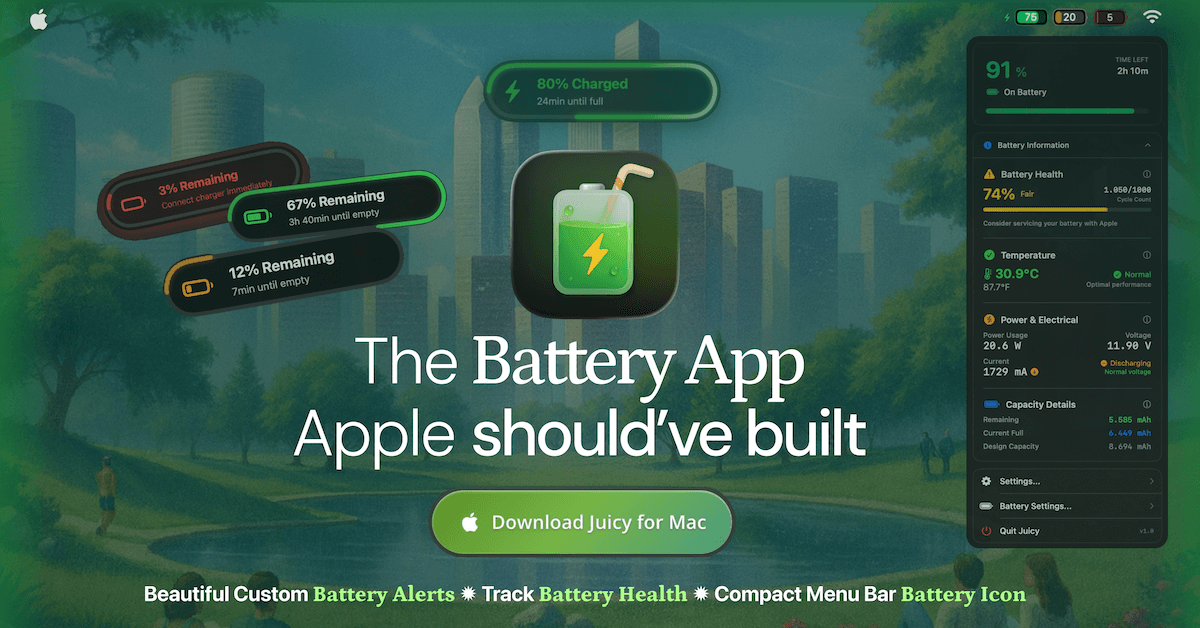 75
20
5
80% Charged
24min until full
3% Remaining
Connect charger immediately
67% Remaining
3h 40min until empty
12% Remaining
7min until empty
The Battery App
Apple should've built
Download Juicy for Mac
Beautiful Custom Battery Alerts ✹ Track Battery Health ✹ Compact Menu Bar Battery Icon
91 %
TIME LEFT
2h 10m
On Battery
Battery Information
Battery Health
74% Fair
1.050/1000
Cycle Count
Consider servicing your battery with Apple
Temperature
30.9°C
87.7°F
Normal
Optimal performance
Power & Electrical
Power Usage
20.6 W
Voltage
11.90 V
Current
1729 mA
Discharging
Normal voltage
Capacity Details
Remaining 5.585 mAh
Current Full 6.449 mAh
Design Capacity 8.694 mAh
Settings...
Battery Settings...
Quit Juicy v1.0